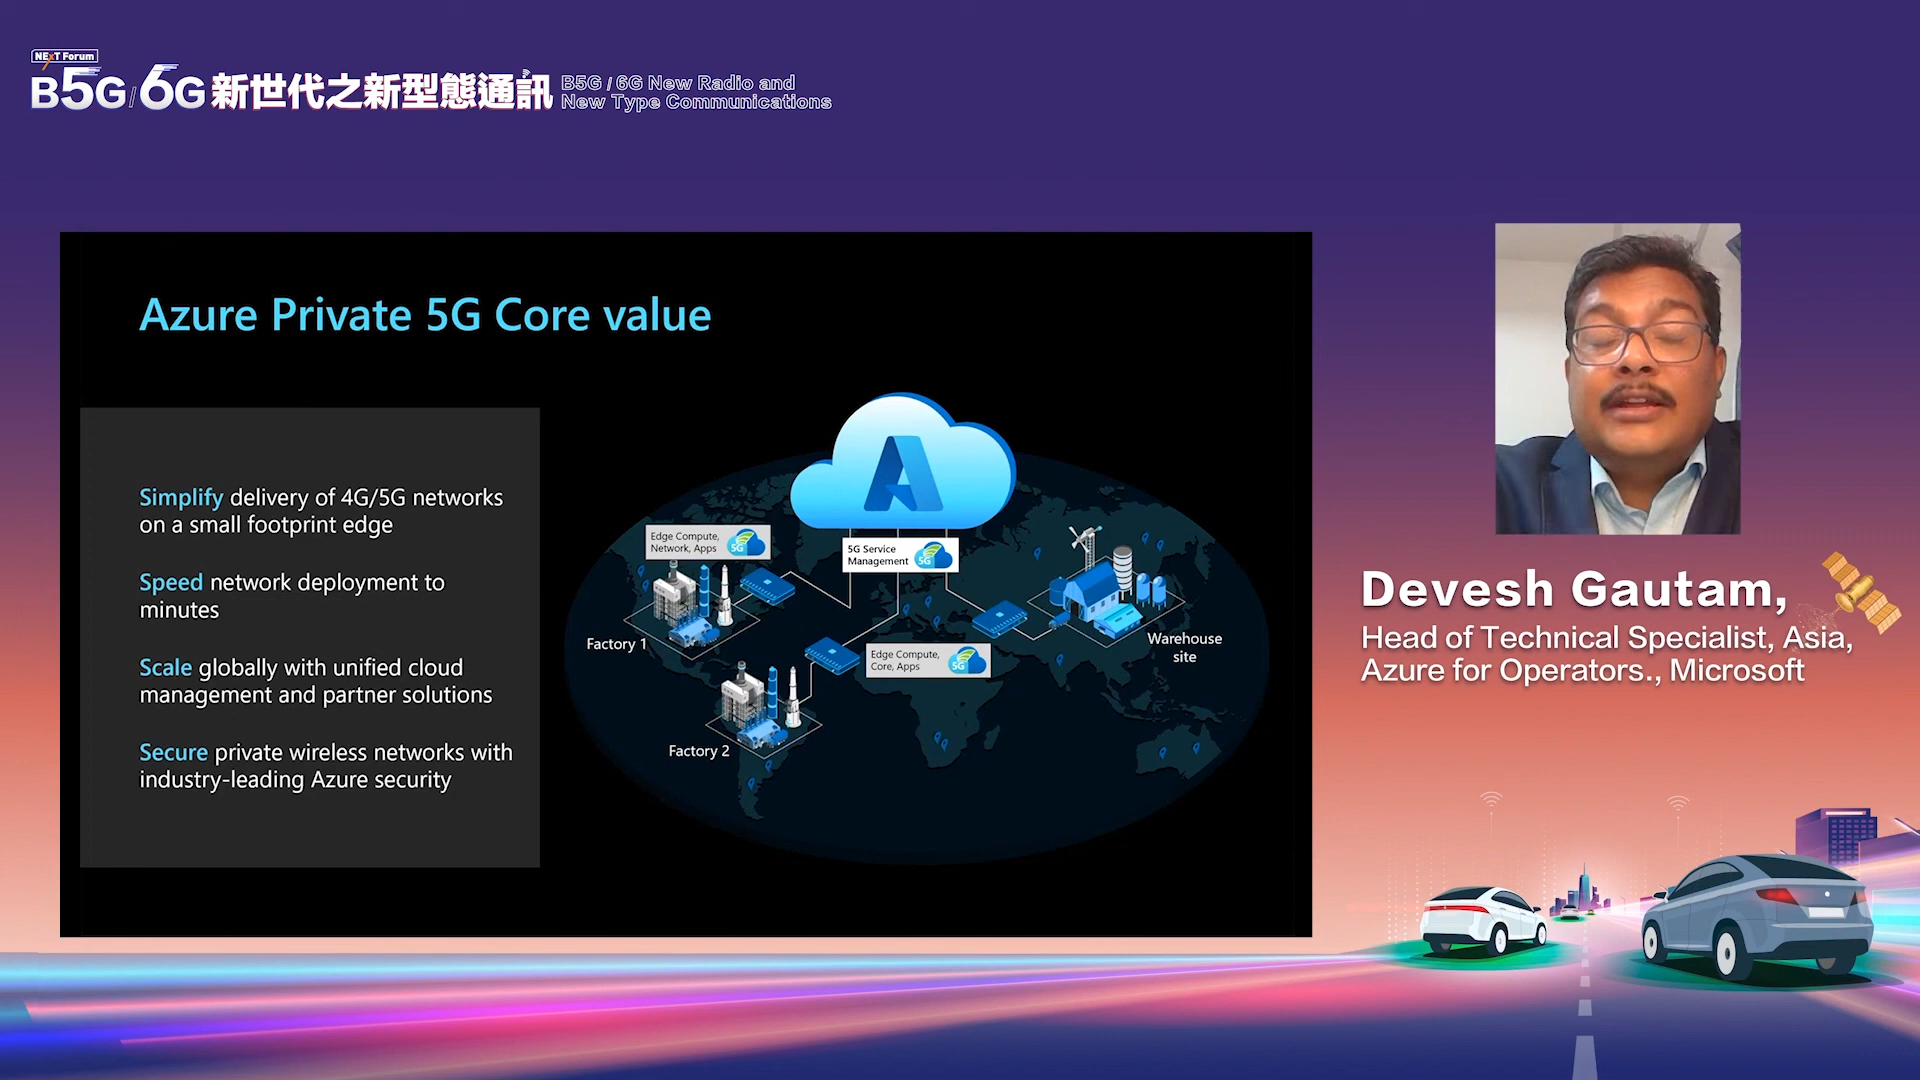 NExT Forum
B5G/6G新世代之新型態通訊
B5G / 6G New Radio and
New Type Communications
Azure Private 5G Core value
Simplify delivery of 4G/5G networks
on a small footprint edge
Speed network deployment to
minutes
Scale globally with unified cloud
management and partner solutions
Secure private wireless networks with
industry-leading Azure security
Edge Compute,
Network, Apps
5G
5G Service
Management
5G
Factory 1
Edge Compute,
Core, Apps
5G
Factory 2
Warehouse
site
Devesh Gautam,
Head of Technical Specialist, Asia,
Azure for Operators., Microsoft